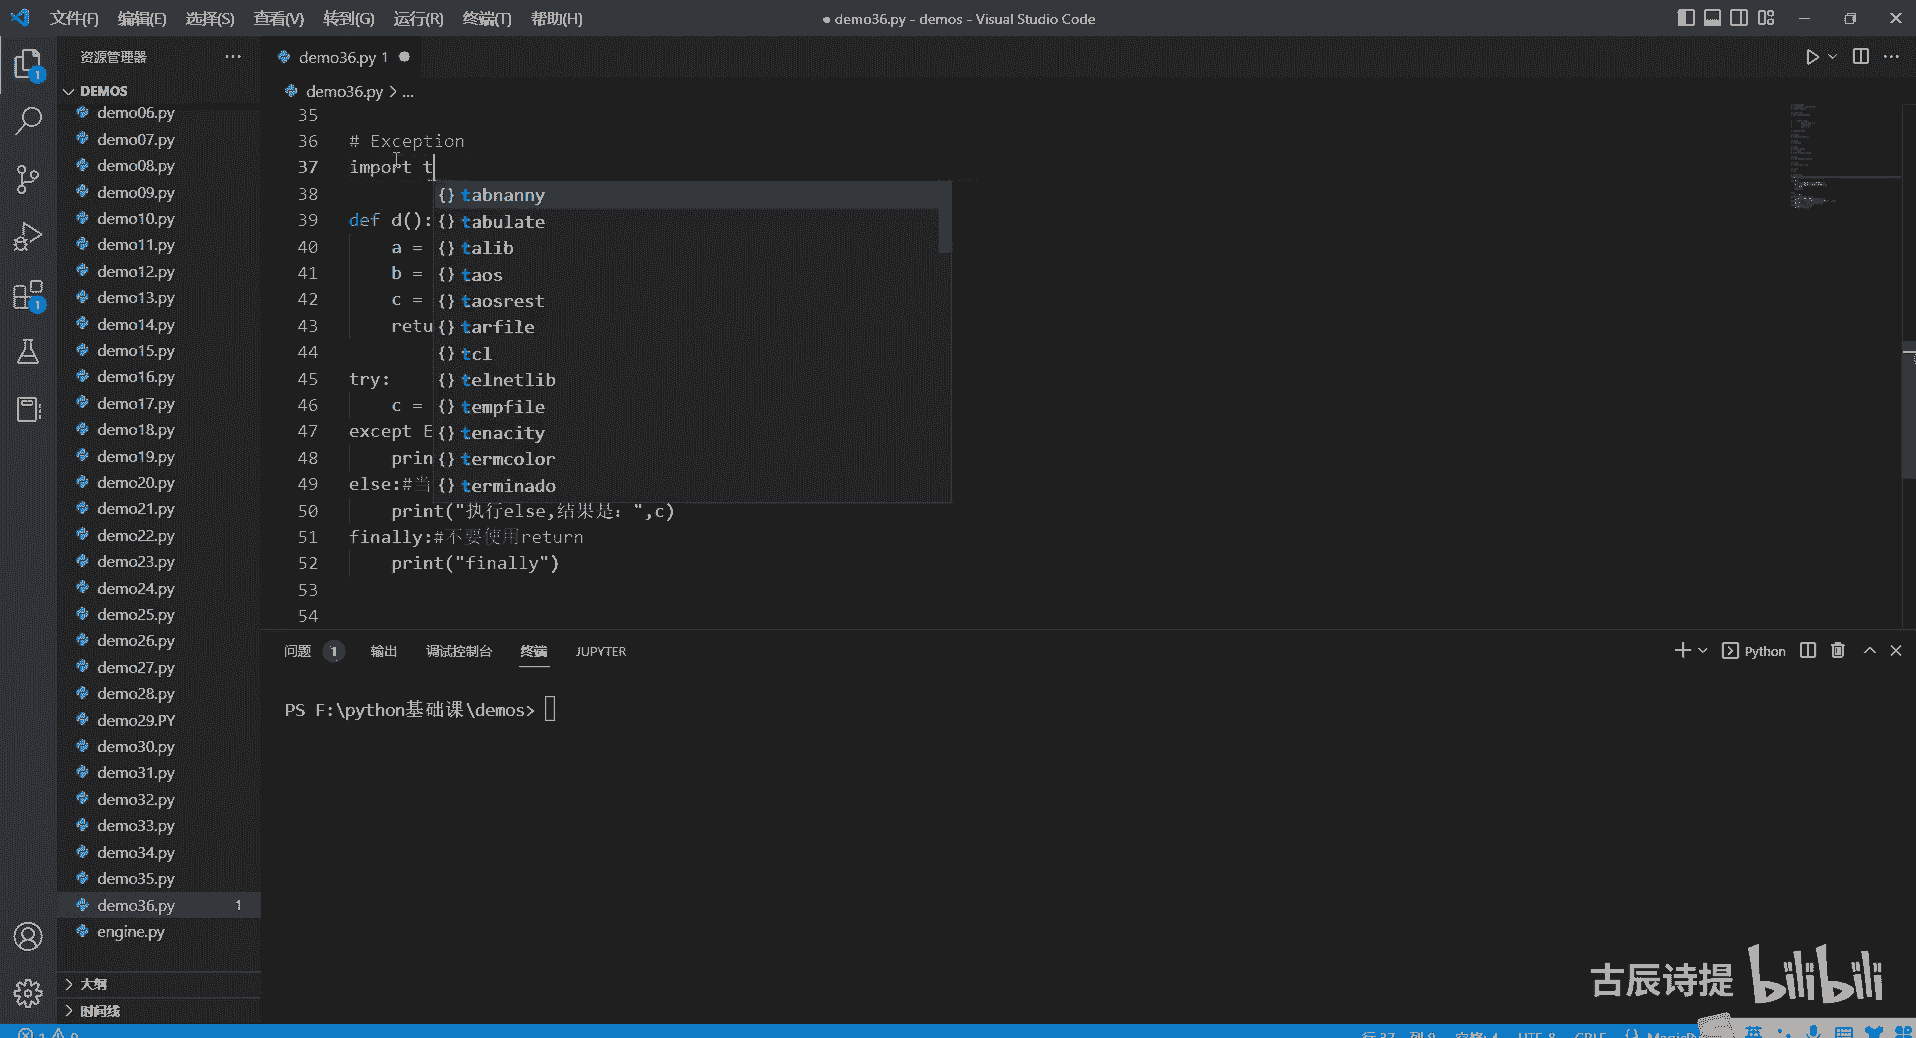 文件(F) 编辑(E) 选择(S) 查看(V) 转到(G) 运行(R) 终端(T) 帮助(H)
● demo36.py - demos - Visual Studio Code
资源管理器
demo36.py 1
DEMOS
demo36.py > ...
demo06.py
demo07.py
demo08.py
demo09.py
demo10.py
demo11.py
demo12.py
demo13.py
demo14.py
demo15.py
demo16.py
demo17.py
demo18.py
demo19.py
demo20.py
demo21.py
demo22.py
demo23.py
demo24.py
demo25.py
demo26.py
demo27.py
demo28.py
demo29.PY
demo30.py
demo31.py
demo32.py
demo33.py
demo34.py
demo35.py
demo36.py 1
engine.py
大纲
时间线
35
36 # Exception
37 import t
38
39 def d():
40 a =
41 b =
42 c =
43 retu
44
45 try:
46 c =
47 except E
48 prin
49 else:#当
50 print("执行else,结果是：",c)
51 finally:#不要使用return
52 print("finally")
53
54
{} tabnanny
{} tabulate
{} talib
{} taos
{} taosrest
{} tarfile
{} tcl
{} telnetlib
{} tempfile
{} tenacity
{} termcolor
{} terminado
问题 1 输出 调试控制台 终端 JUPYTER
Python
PS F:\python基础课\demos>
古辰诗提 bilibili
行 37, 列 9 空格: 4 UTF-8 CRLF
英